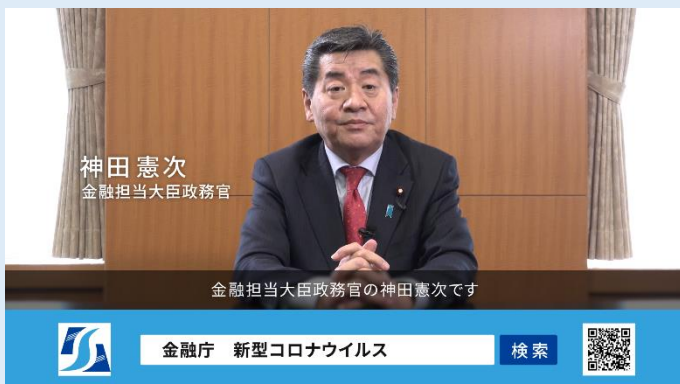 神田 憲次
金融担当大臣政務官
金融担当大臣政務官の神田憲次です
金融庁　新型コロナウイルス
検索